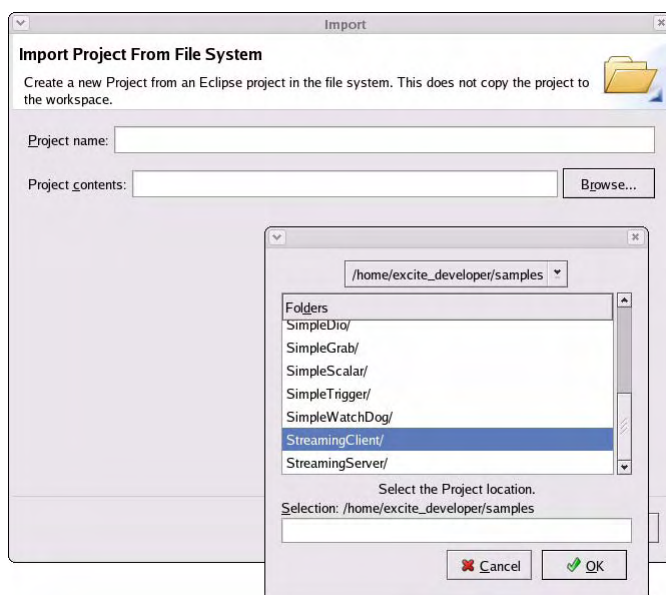 Import
Import Project From File System
Create a new Project from an Eclipse project in the file system. This does not copy the project to
the workspace.
Project name:
Project contents:
Browse...
/home/excite_developer/samples
Folders
SimpleDio/
SimpleGrab/
SimpleScalar/
SimpleTrigger/
SimpleWatchDog/
StreamingClient/
StreamingServer/
Select the Project location.
Selection: /home/excite_developer/samples
Cancel
OK